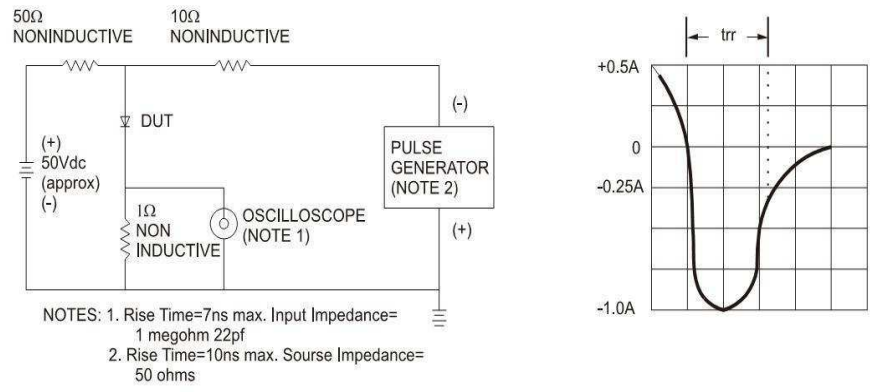 50Ω
NONINDUCTIVE
10Ω
NONINDUCTIVE
DUT
(+)
50Vdc
(approx)
(-)
1Ω
NON
INDUCTIVE
OSCILLOSCOPE
(NOTE 1)
(-)
PULSE
GENERATOR
(NOTE 2)
(+)
NOTES: 1. Rise Time=7ns max. Input Impedance=
1 megohm 22pf
2. Rise Time=10ns max. Sourse Impedance=
50 ohms
trr
+0.5A
0
-0.25A
-1.0A